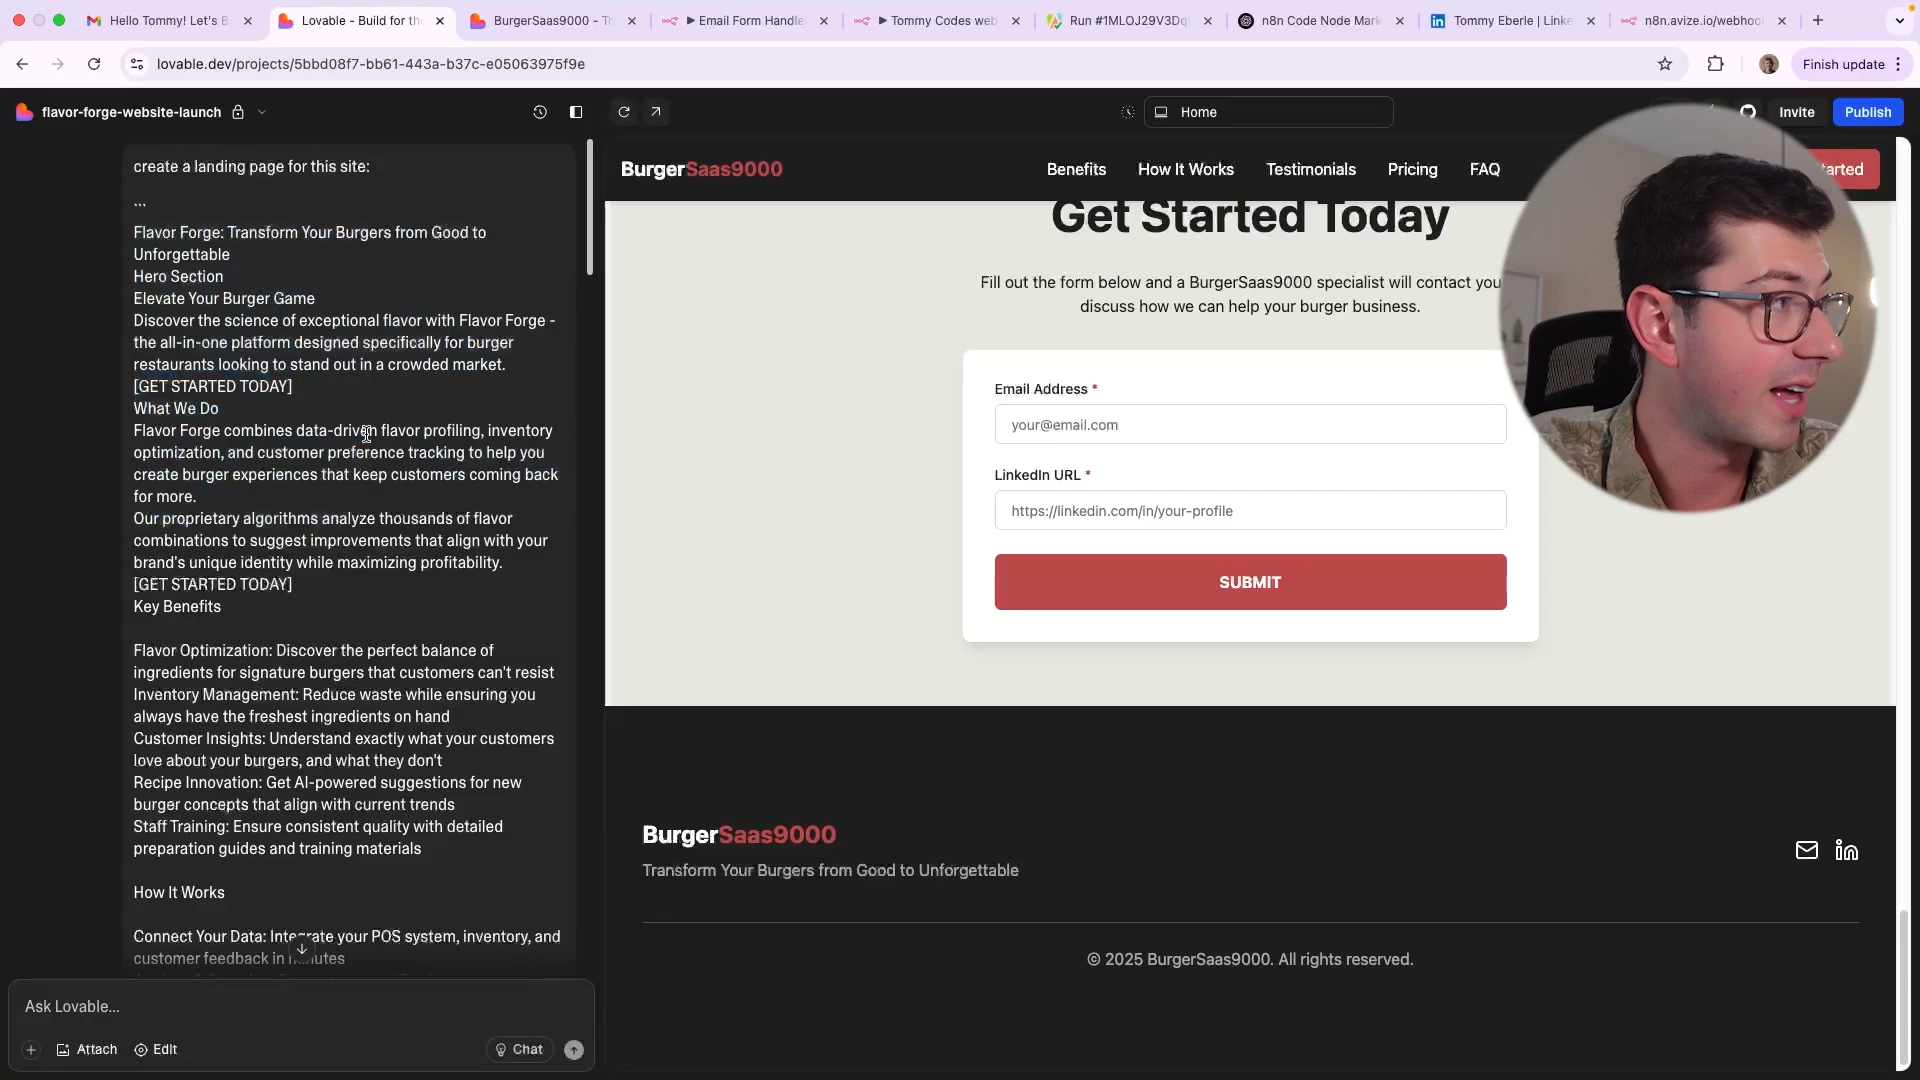 Hello Tommy! Let's B
Lovable - Build for th
BurgerSaas9000 - Tr
▶ Email Form Handle
▶ Tommy Codes web
Run #1MLOJ29V3Dq
n8n Code Node Mark
Tommy Eberle | Linke
n8n.avize.io/webhoo
lovable.dev/projects/5bbd08f7-bb61-443a-b37c-e05063975f9e
Finish update
flavor-forge-website-launch
Home
Invite
Publish
create a landing page for this site:
```
Flavor Forge: Transform Your Burgers from Good to
Unforgettable
Hero Section
Elevate Your Burger Game
Discover the science of exceptional flavor with Flavor Forge -
the all-in-one platform designed specifically for burger
restaurants looking to stand out in a crowded market.
[GET STARTED TODAY]
What We Do
Flavor Forge combines data-driven flavor profiling, inventory
optimization, and customer preference tracking to help you
create burger experiences that keep customers coming back
for more.
Our proprietary algorithms analyze thousands of flavor
combinations to suggest improvements that align with your
brand's unique identity while maximizing profitability.
[GET STARTED TODAY]
Key Benefits
Flavor Optimization: Discover the perfect balance of
ingredients for signature burgers that customers can't resist
Inventory Management: Reduce waste while ensuring you
always have the freshest ingredients on hand
Customer Insights: Understand exactly what your customers
love about your burgers, and what they don't
Recipe Innovation: Get AI-powered suggestions for new
burger concepts that align with current trends
Staff Training: Ensure consistent quality with detailed
preparation guides and training materials
How It Works
Connect Your Data: Integrate your POS system, inventory, and
customer feedback in minutes
Ask Lovable...
Attach
Edit
Chat
BurgerSaas9000
Benefits
How It Works
Testimonials
Pricing
FAQ
tarted
Get Started Today
Fill out the form below and a BurgerSaas9000 specialist will contact you
discuss how we can help your burger business.
Email Address *
your@email.com
LinkedIn URL *
https://linkedin.com/in/your-profile
SUBMIT
BurgerSaas9000
Transform Your Burgers from Good to Unforgettable
© 2025 BurgerSaas9000. All rights reserved.